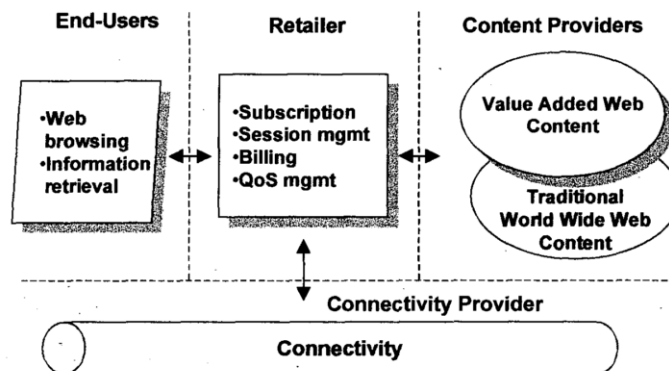 End-Users
Retailer
Content Providers
•Web
browsing
•Information
retrieval
•Subscription
•Session mgmt
•Billing
•QoS mgmt
Value Added Web
Content
Traditional
World Wide Web
Content
Connectivity Provider
Connectivity